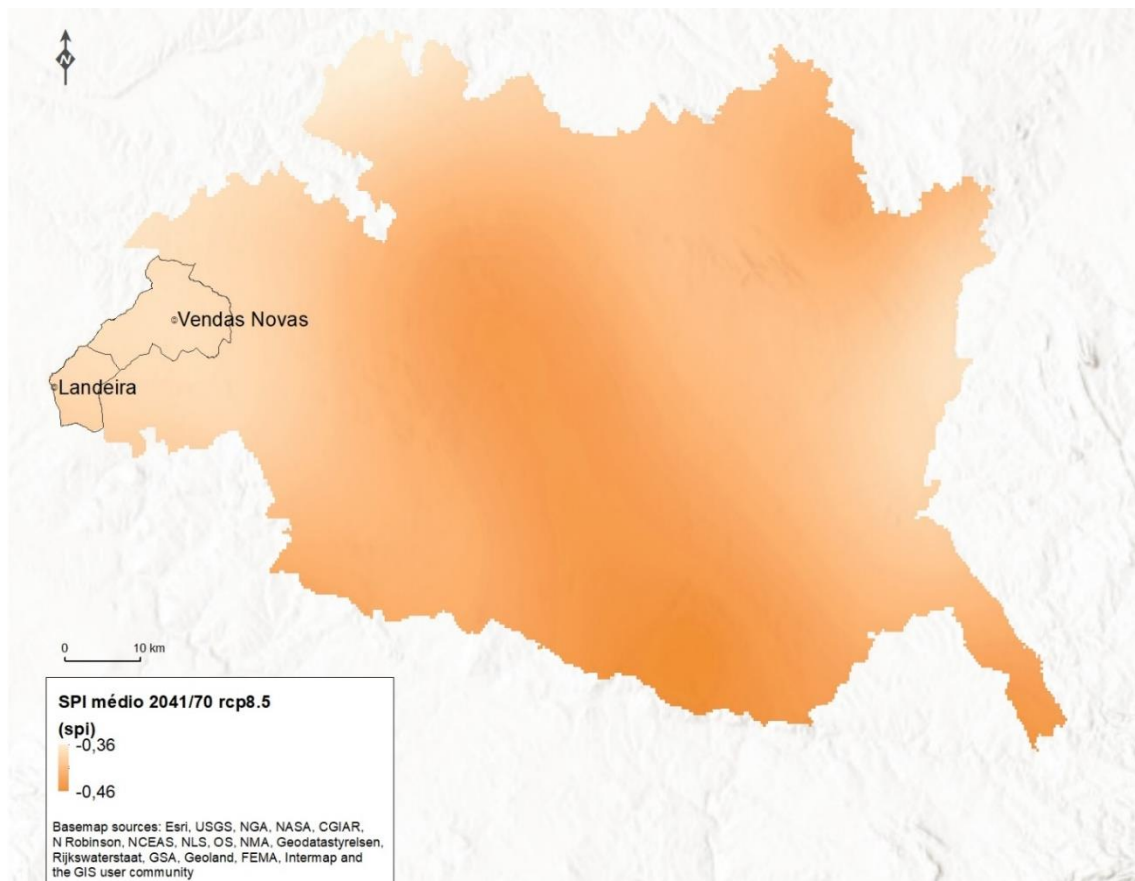 N
Vendas Novas
Landeira
0 10 km
SPI médio 2041/70 rcp8.5
(spi)
-0,36
-0,46
Basemap sources: Esri, USGS, NGA, NASA, CGIAR,
N Robinson, NCEAS, NLS, OS, NMA, Geodatastyrelsen,
Rijkswaterstaat, GSA, Geoland, FEMA, Intermap and
the GIS user community